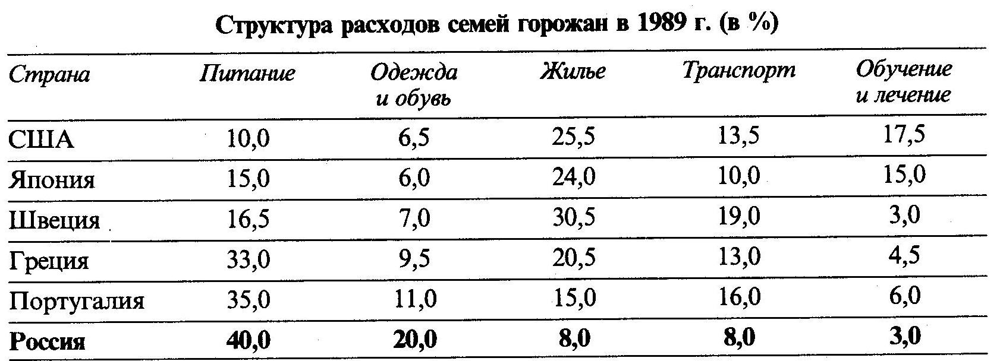 Структура расходов семей горожан в 1989 г. (в %)
Страна Питание Одежда и обувь Жилье Транспорт Обучение и лечение
США 10,0 6,5 25,5 13,5 17,5
Япония 15,0 6,0 24,0 10,0 15,0
Швеция 16,5 7,0 30,5 19,0 3,0
Греция 33,0 9,5 20,5 13,0 4,5
Португалия 35,0 11,0 15,0 16,0 6,0
Россия 40,0 20,0 8,0 8,0 3,0